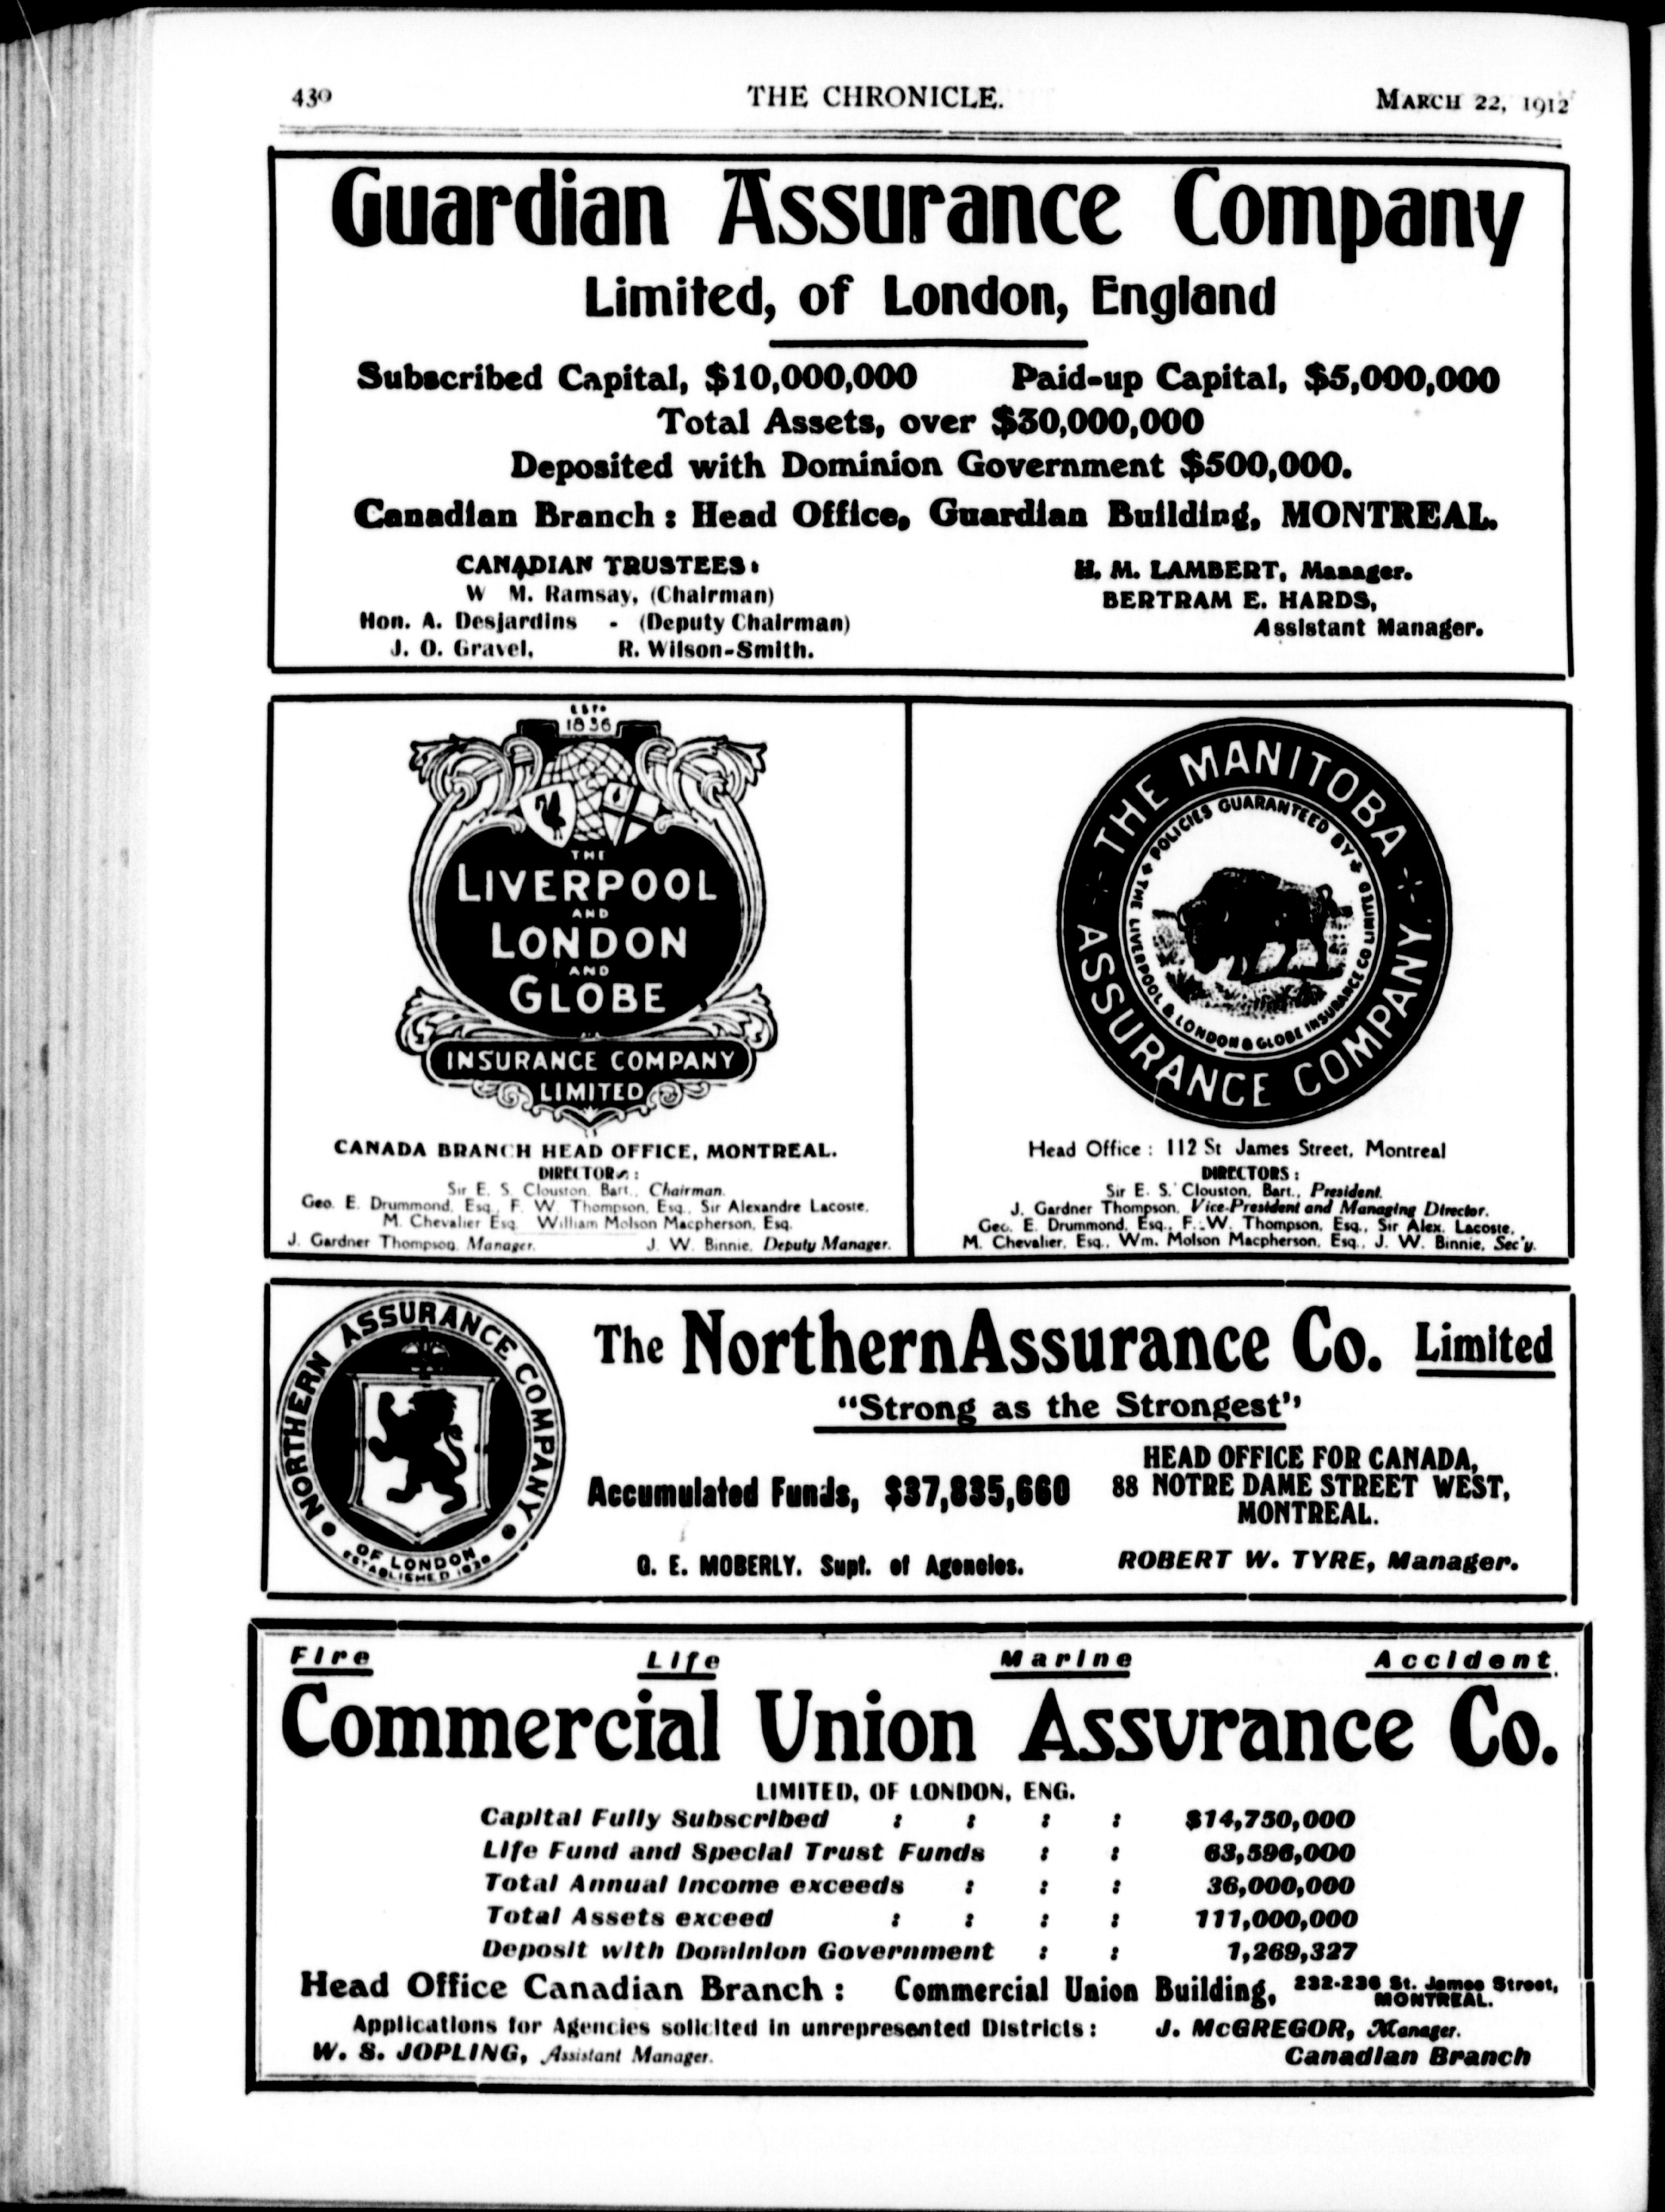 430 THE CHRONICLE. MARCH 22, 1912
Guardian Assurance Company
Limited, of London, England
Subscribed Capital, $10,000,000 Paid-up Capital, $5,000,000
Total Assets, over $30,000,000
Deposited with Dominion Government $500,000.
Canadian Branch : Head Office, Guardian Building, MONTREAL.
CANADIAN TRUSTEES:
W M. Ramsay, (Chairman)
Hon. A. Desjardins - (Deputy Chairman)
J. O. Gravel, R. Wilson-Smith.
H. M. LAMBERT, Manager.
BERTRAM E. HARDS,
Assistant Manager.
ESTD
1836
THE
LIVERPOOL
AND
LONDON
AND
GLOBE
INSURANCE COMPANY
LIMITED
CANADA BRANCH HEAD OFFICE, MONTREAL.
DIRECTORS :
Sir E. S. Clouston, Bart., Chairman.
Geo. E. Drummond, Esq., F. W. Thompson, Esq., Sir Alexandre Lacoste.
M. Chevalier Esq. William Molson Macpherson, Esq.
J. Gardner Thompson, Manager. J. W. Binnie, Deputy Manager.
THE MANITOBA
ASSURANCE COMPANY
POLICIES GUARANTEED BY
THE LIVERPOOL & LONDON & GLOBE INSURANCE CO LIMITED
Head Office : 112 St James Street, Montreal
DIRECTORS :
Sir E. S. Clouston, Bart., President.
J. Gardner Thompson, Vice-President and Managing Director.
Geo. E. Drummond, Esq., F. W. Thompson, Esq., Sir Alex. Lacoste,
M. Chevalier, Esq., Wm. Molson Macpherson, Esq., J. W. Binnie, Sec'y.
NORTHERN ASSURANCE COMPANY
OF LONDON
ESTABLISHED 1836
The Northern Assurance Co. Limited
"Strong as the Strongest"
Accumulated Funds, $37,835,660
HEAD OFFICE FOR CANADA,
88 NOTRE DAME STREET WEST,
MONTREAL.
G. E. MOBERLY. Supt. of Agencies. ROBERT W. TYRE, Manager.
Fire Life Marine Accident
Commercial Union Assurance Co.
LIMITED, OF LONDON, ENG.
Capital Fully Subscribed : : : : $14,750,000
Life Fund and Special Trust Funds : : 63,596,000
Total Annual Income exceeds : : : 36,000,000
Total Assets exceed : : : : 111,000,000
Deposit with Dominion Government : : 1,269,327
Head Office Canadian Branch : Commercial Union Building, 232-236 St. James Street,
MONTREAL.
Applications for Agencies solicited in unrepresented Districts : J. McGREGOR, Manager.
W. S. JOPLING, Assistant Manager. Canadian Branch